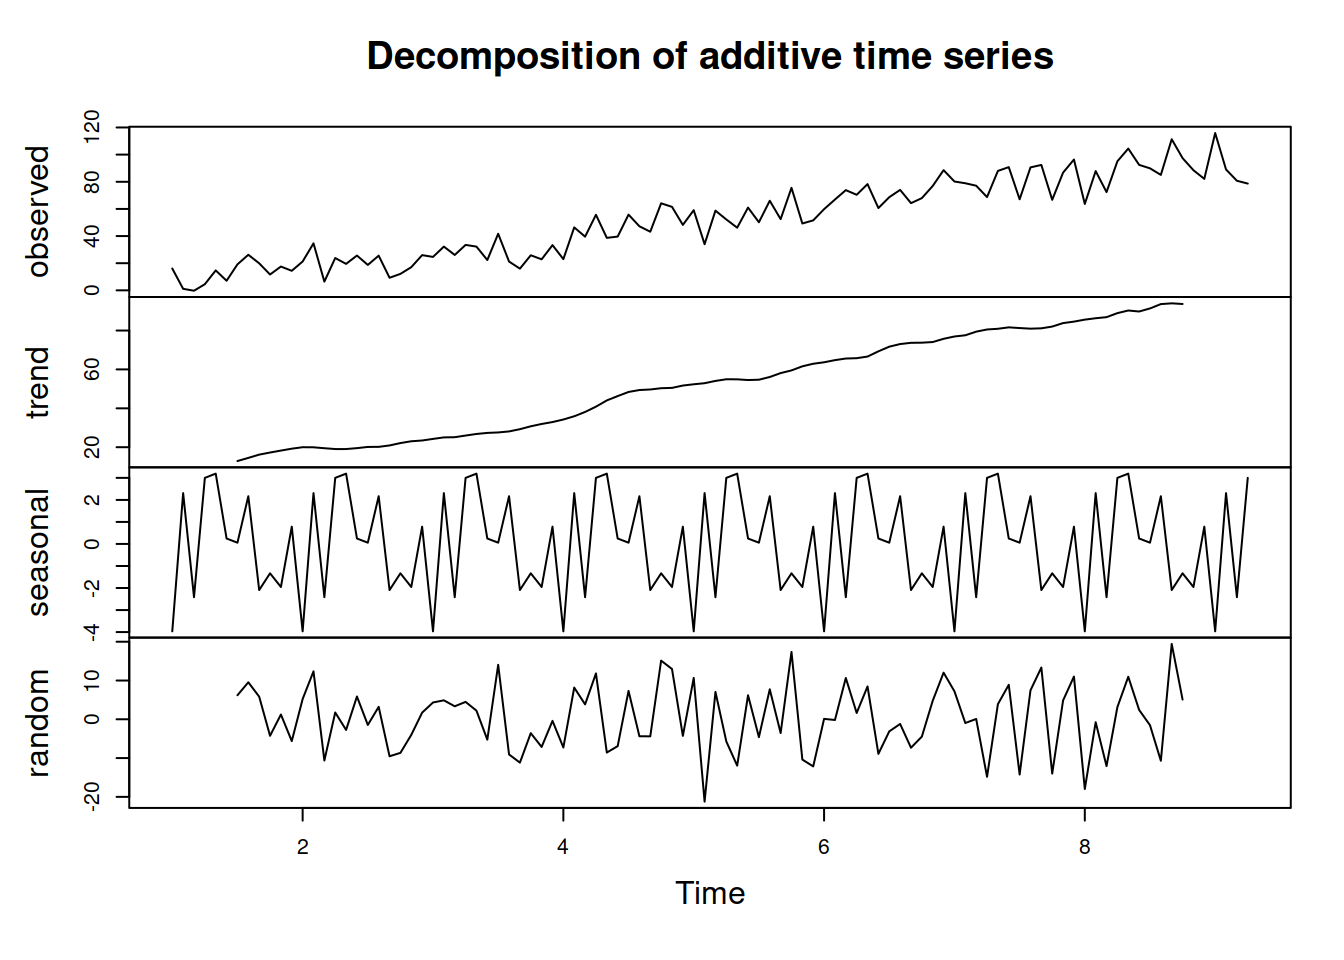 Decomposition of additive time series
observed
0 40 80 120
trend
20 60
seasonal
-4 -2 0 2
random
-20 0 10
2 4 6 8
Time